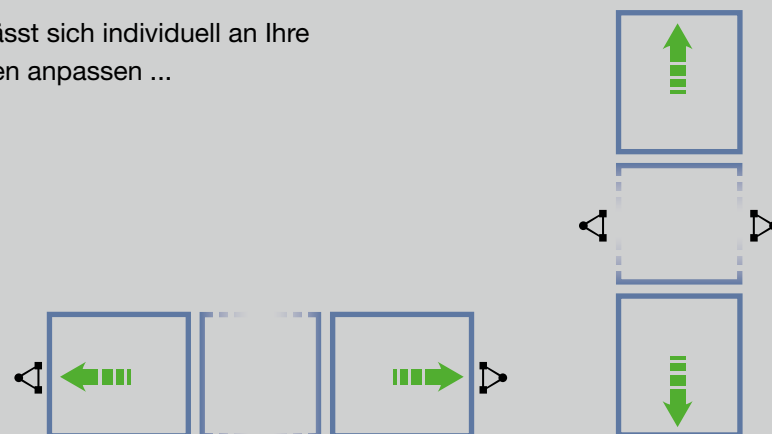 ässt sich individuell an Ihre
en anpassen ...